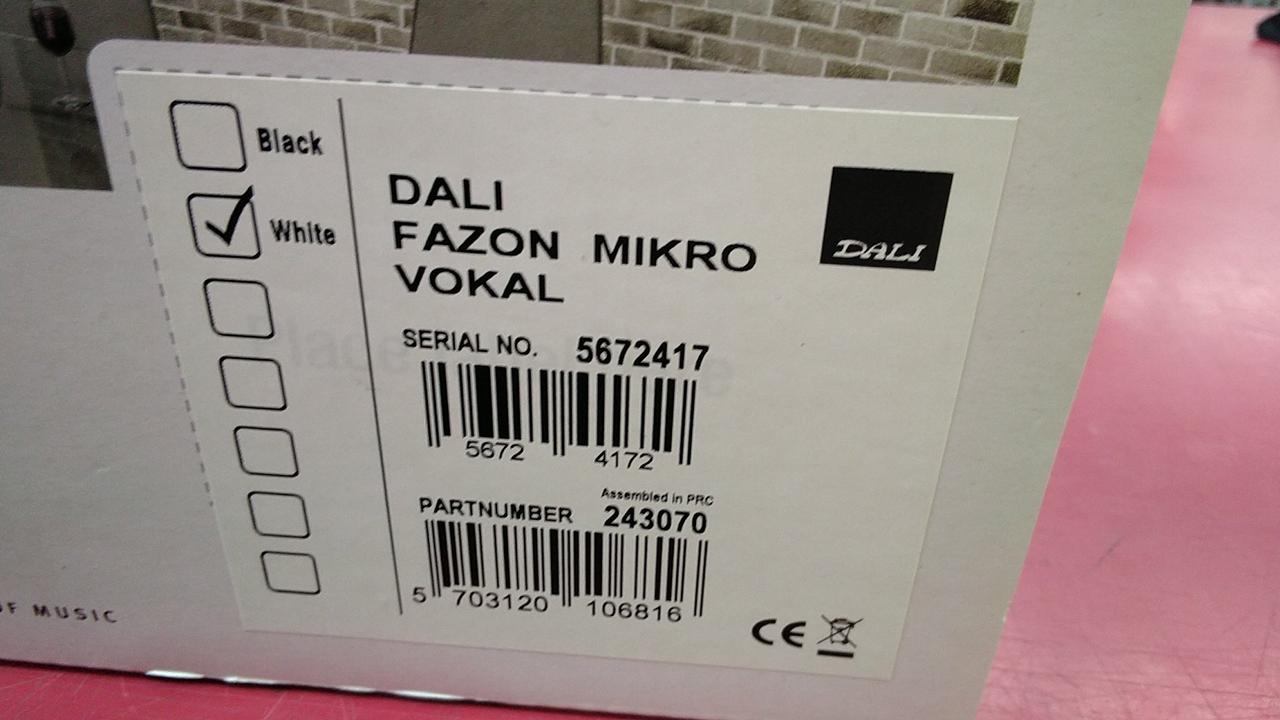 Black
White
DALI
FAZON MIKRO
VOKAL
DALI
SERIAL NO. 5672417
5672 4172
Assembled in PRC
PARTNUMBER 243070
5 703120 106816
CE
OF MUSIC